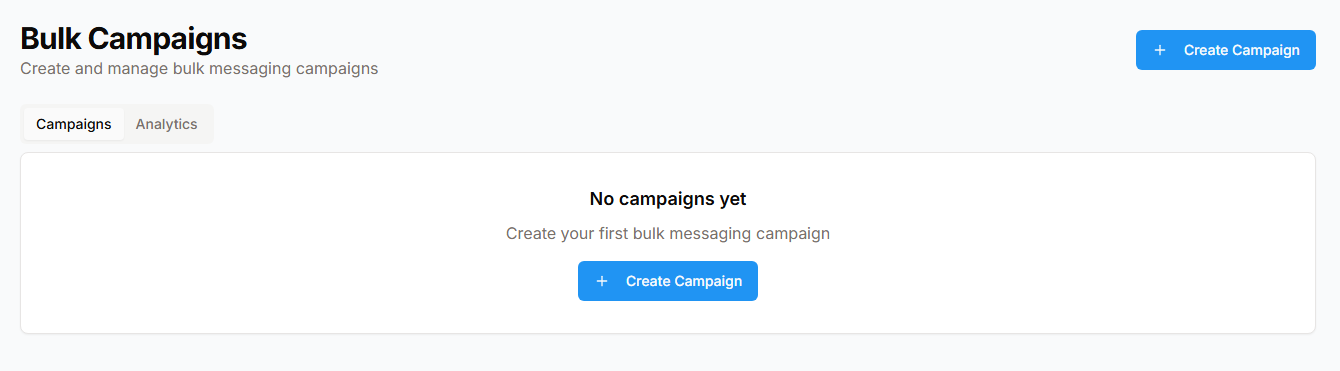 Bulk Campaigns
Create and manage bulk messaging campaigns
+ Create Campaign
Campaigns
Analytics
No campaigns yet
Create your first bulk messaging campaign
+ Create Campaign